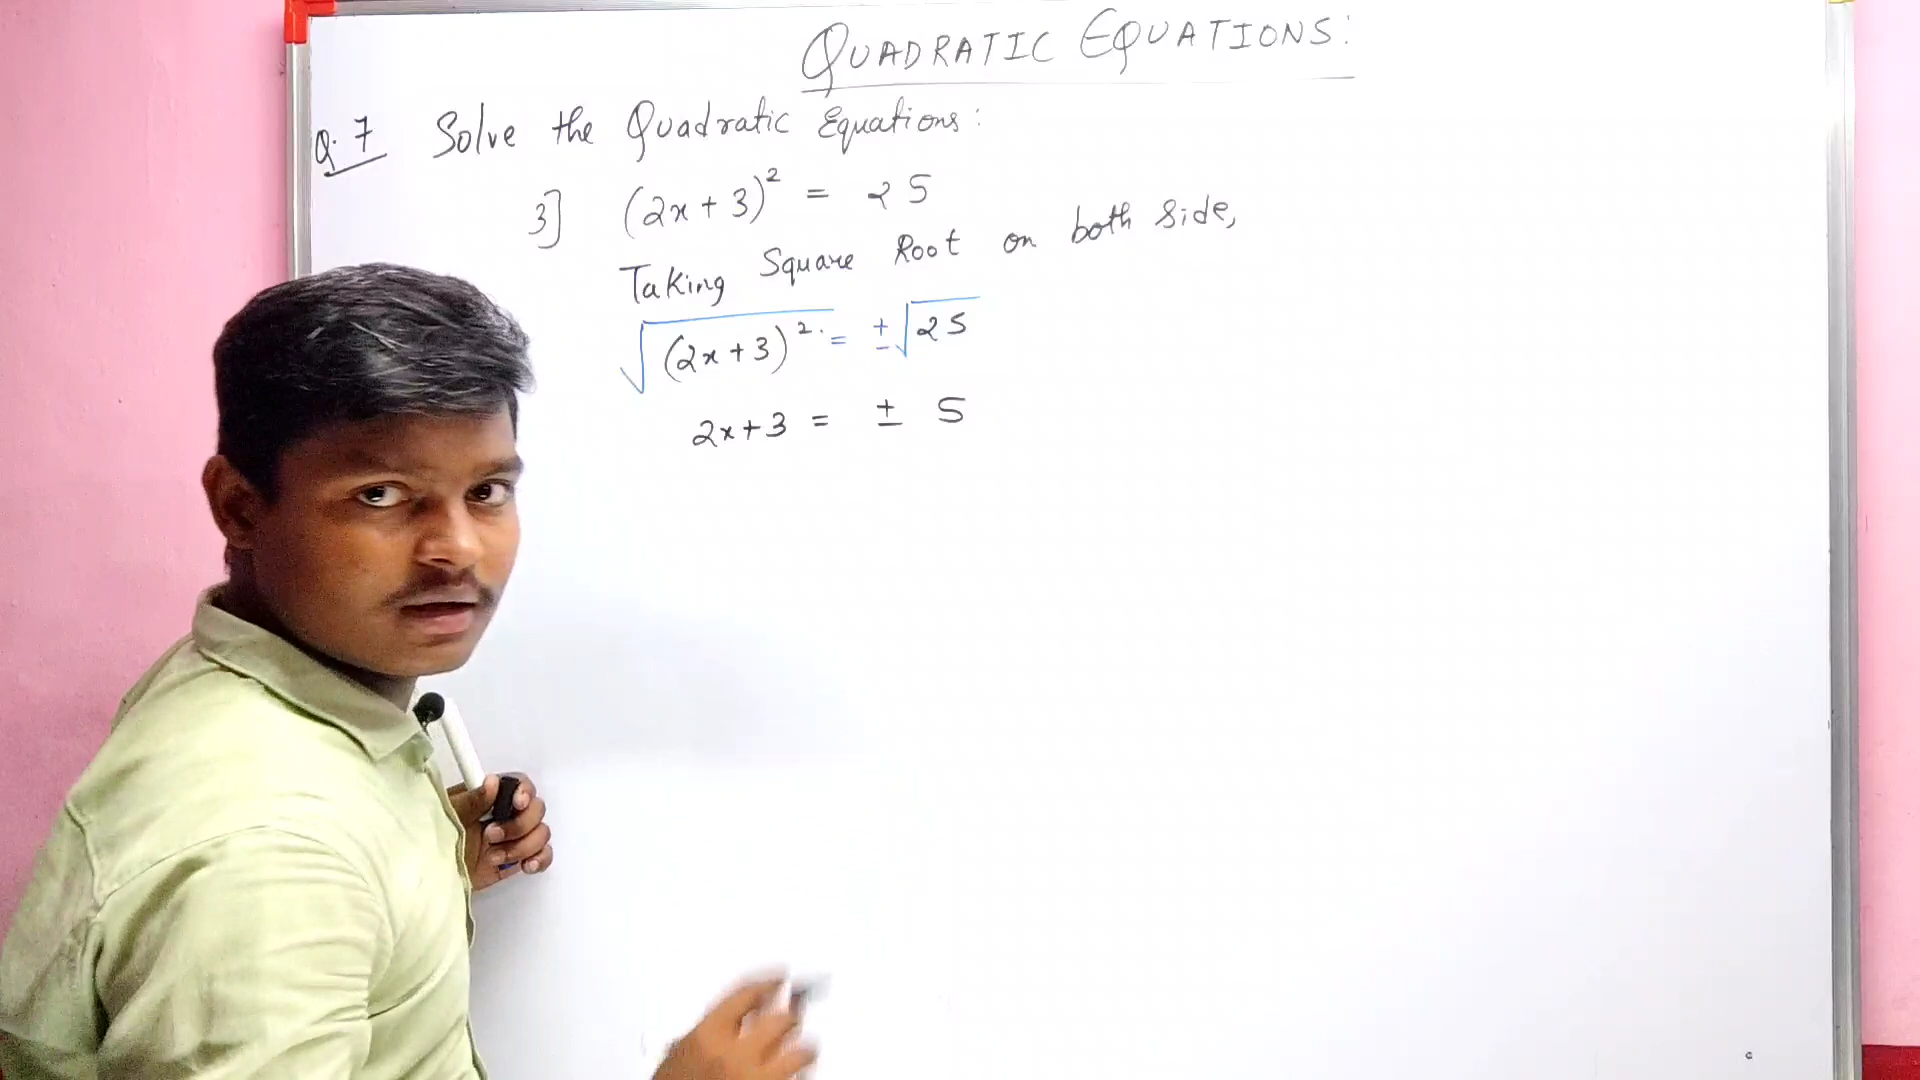 QUADRATIC EQUATIONS:
Q.7 Solve the Quadratic Equations:
3] (2x + 3)² = 25
Taking Square Root on both side,
√(2x+3)² = ±√25
2x+3 = ± 5